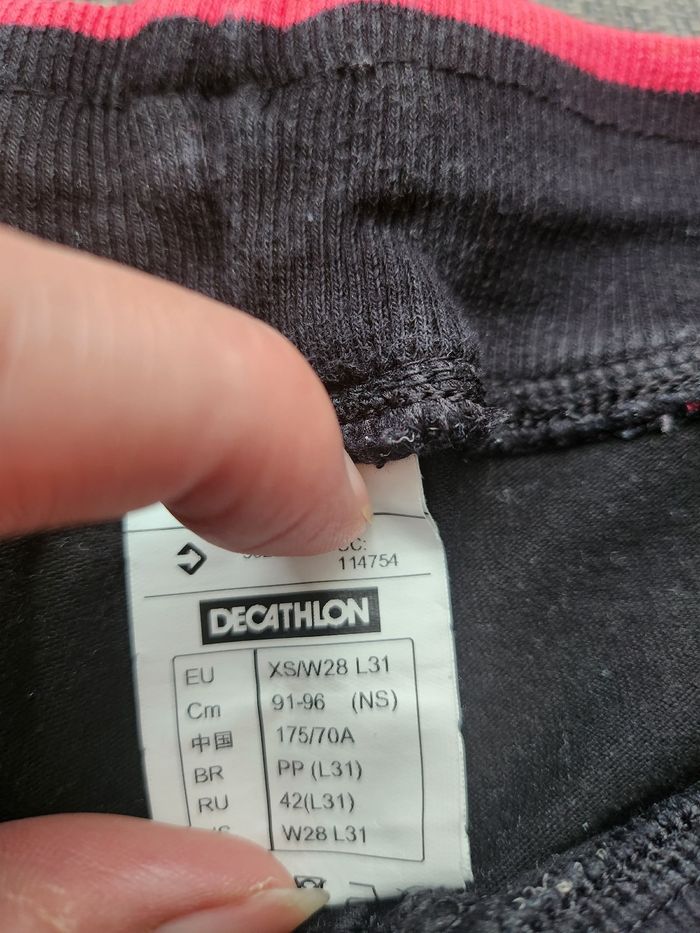 CC:
114754
DECATHLON
EU XS/W28 L31
Cm 91-96 (NS)
中国 175/70A
BR PP (L31)
RU 42(L31)
W28 L31